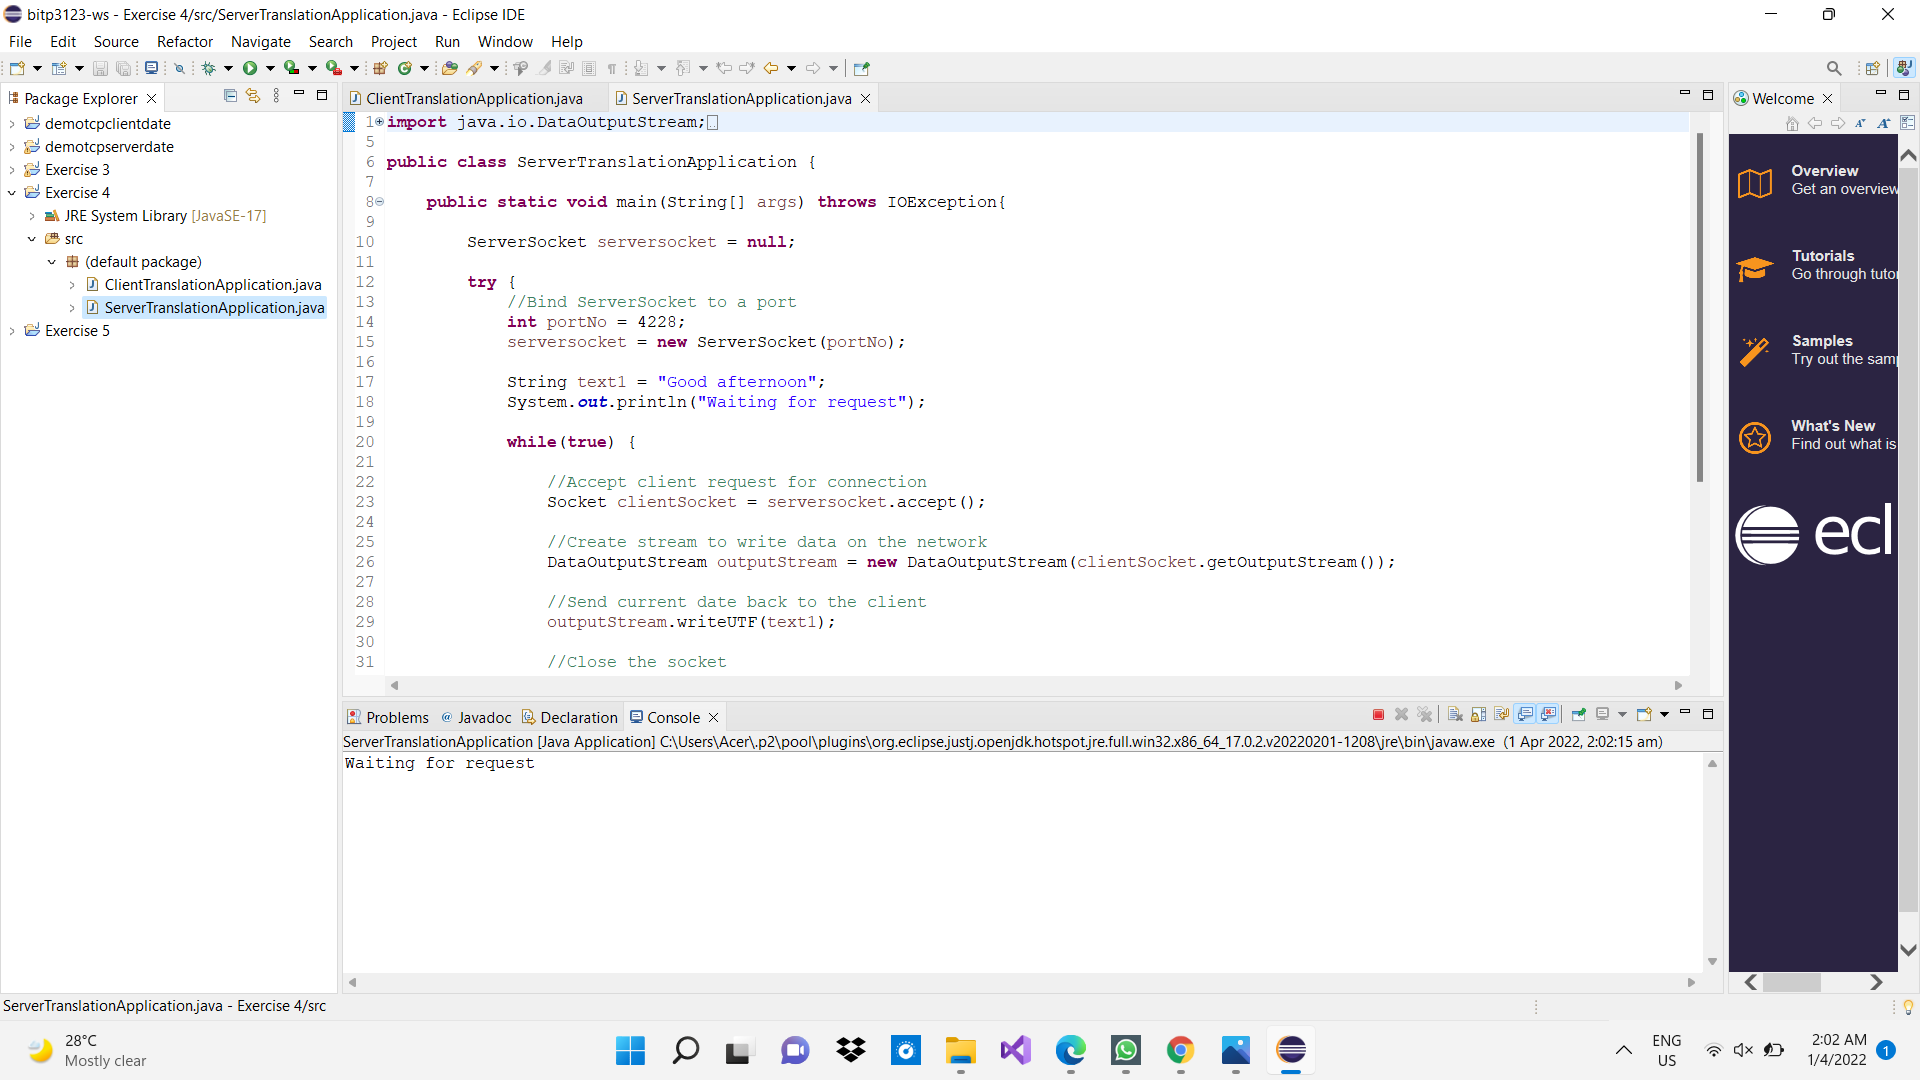 bitp3123-ws - Exercise 4/src/ServerTranslationApplication.java - Eclipse IDE
File Edit Source Refactor Navigate Search Project Run Window Help
Package Explorer
demotcpclientdate
demotcpserverdate
Exercise 3
Exercise 4
JRE System Library [JavaSE-17]
src
(default package)
ClientTranslationApplication.java
ServerTranslationApplication.java
Exercise 5
ClientTranslationApplication.java ServerTranslationApplication.java
1 import java.io.DataOutputStream;
5
6 public class ServerTranslationApplication {
7
8 public static void main(String[] args) throws IOException{
9
10 ServerSocket serversocket = null;
11
12 try {
13 //Bind ServerSocket to a port
14 int portNo = 4228;
15 serversocket = new ServerSocket(portNo);
16
17 String text1 = "Good afternoon";
18 System.out.println("Waiting for request");
19
20 while(true) {
21
22 //Accept client request for connection
23 Socket clientSocket = serversocket.accept();
24
25 //Create stream to write data on the network
26 DataOutputStream outputStream = new DataOutputStream(clientSocket.getOutputStream());
27
28 //Send current date back to the client
29 outputStream.writeUTF(text1);
30
31 //Close the socket
Welcome
Overview
Get an overview
Tutorials
Go through tutor
Samples
Try out the samp
What's New
Find out what is
ecl
Problems @ Javadoc Declaration Console
ServerTranslationApplication [Java Application] C:\Users\Acer\.p2\pool\plugins\org.eclipse.justj.openjdk.hotspot.jre.full.win32.x86_64_17.0.2.v20220201-1208\jre\bin\javaw.exe (1 Apr 2022, 2:02:15 am)
Waiting for request
ServerTranslationApplication.java - Exercise 4/src
28°C
Mostly clear
ENG
US
2:02 AM
1/4/2022
1